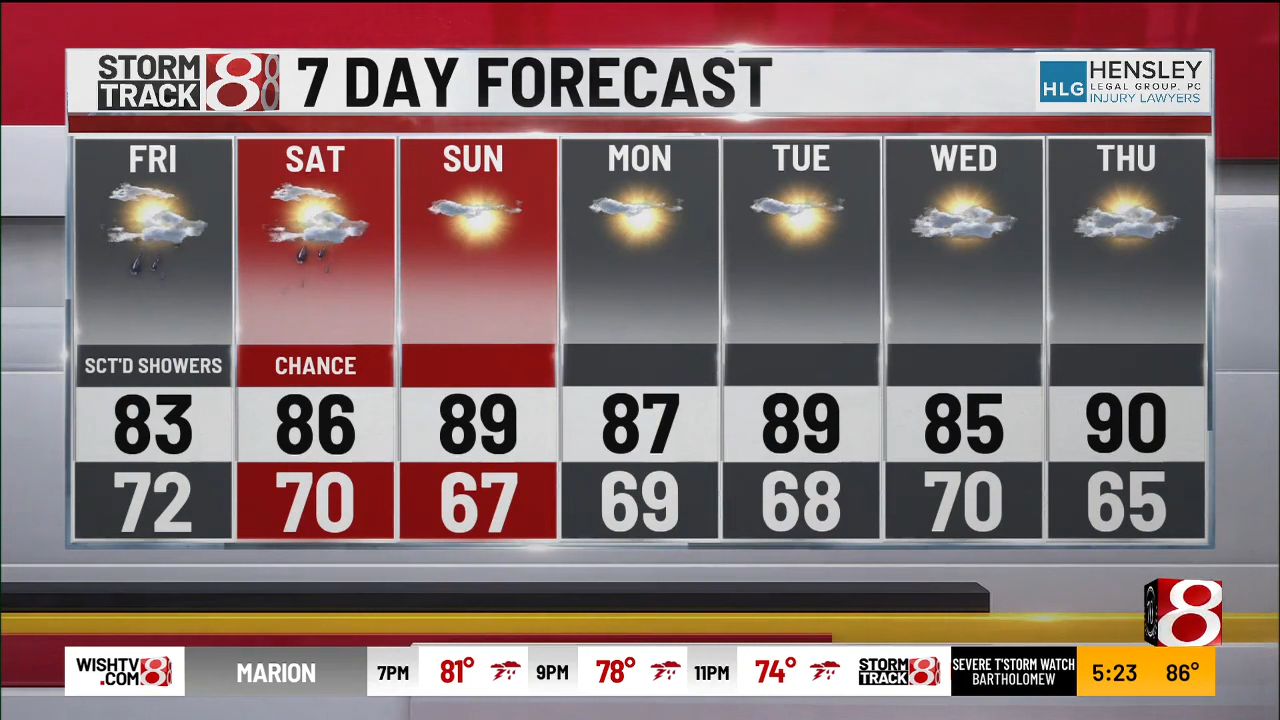 STORM
TRACK 8
7 DAY FORECAST
HLG
HENSLEY
LEGAL GROUP, PC
INJURY LAWYERS
FRI SAT SUN MON TUE WED THU
SCT'D SHOWERS CHANCE
83 86 89 87 89 85 90
72 70 67 69 68 70 65
8
WISHTV
.COM 8
MARION
7PM 81° 9PM 78° 11PM 74°
STORM
TRACK 8
SEVERE T'STORM WATCH
BARTHOLOMEW
5:23 86°